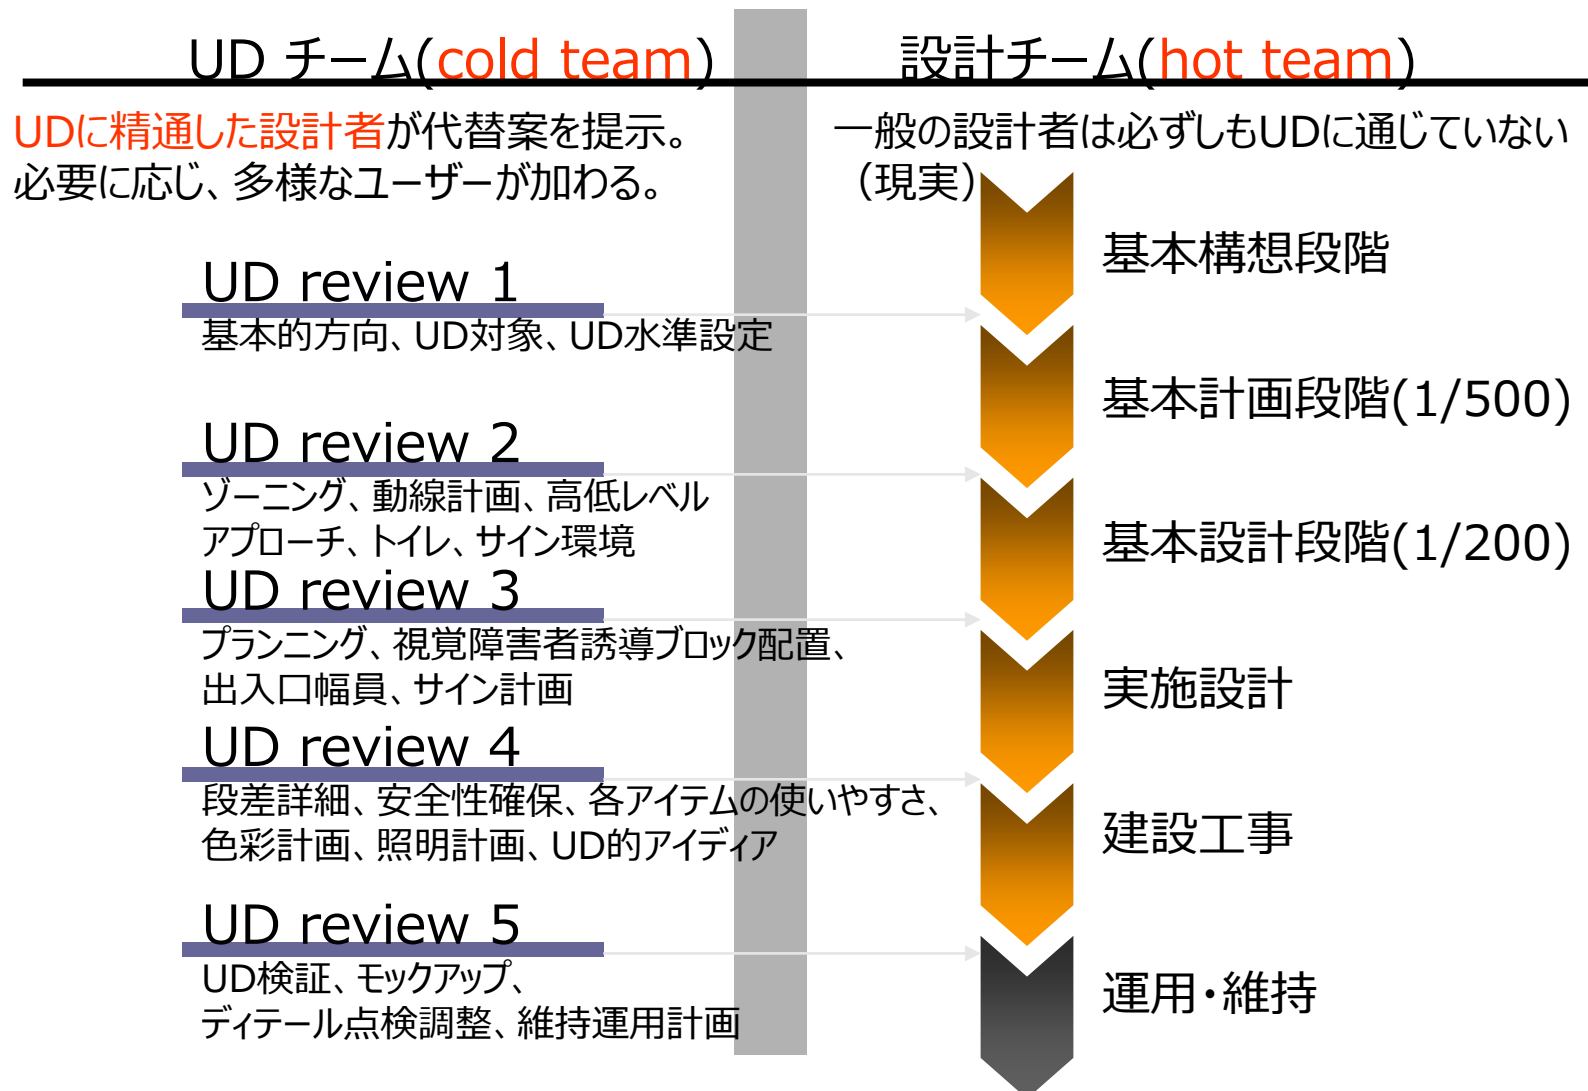 UD チーム(cold team)
設計チーム(hot team)
UDに精通した設計者が代替案を提示。
必要に応じ、多様なユーザーが加わる。
一般の設計者は必ずしもUDに通じていない
（現実）
基本構想段階
UD review 1
基本的方向、UD対象、UD水準設定
基本計画段階(1/500)
UD review 2
ゾーニング、動線計画、高低レベル
アプローチ、トイレ、サイン環境
基本設計段階(1/200)
UD review 3
プランニング、視覚障害者誘導ブロック配置、
出入口幅員、サイン計画
実施設計
UD review 4
段差詳細、安全性確保、各アイテムの使いやすさ、
色彩計画、照明計画、UD的アイディア
建設工事
UD review 5
UD検証、モックアップ、
ディテール点検調整、維持運用計画
運用・維持